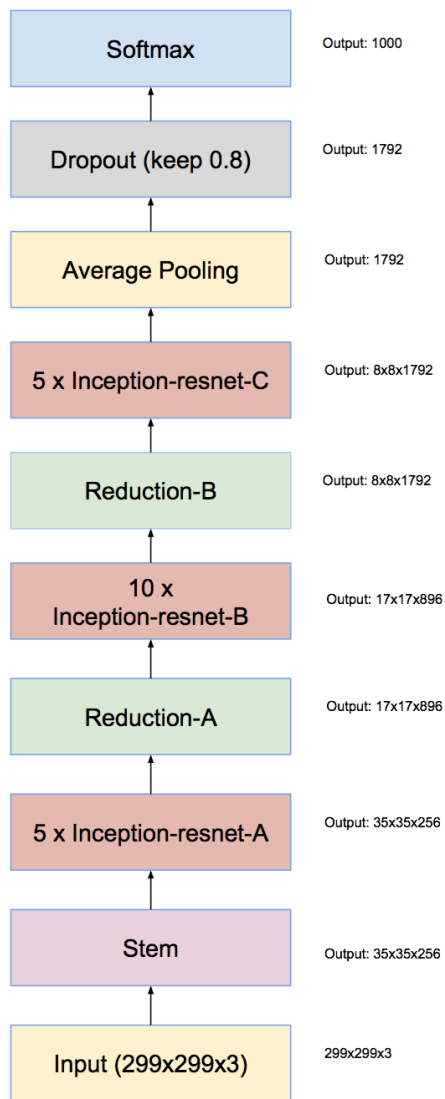 Softmax
Output: 1000
Dropout (keep 0.8)
Output: 1792
Average Pooling
Output: 1792
5 x Inception-resnet-C
Output: 8x8x1792
Reduction-B
Output: 8x8x1792
10 x
Inception-resnet-B
Output: 17x17x896
Reduction-A
Output: 17x17x896
5 x Inception-resnet-A
Output: 35x35x256
Stem
Output: 35x35x256
Input (299x299x3)
299x299x3